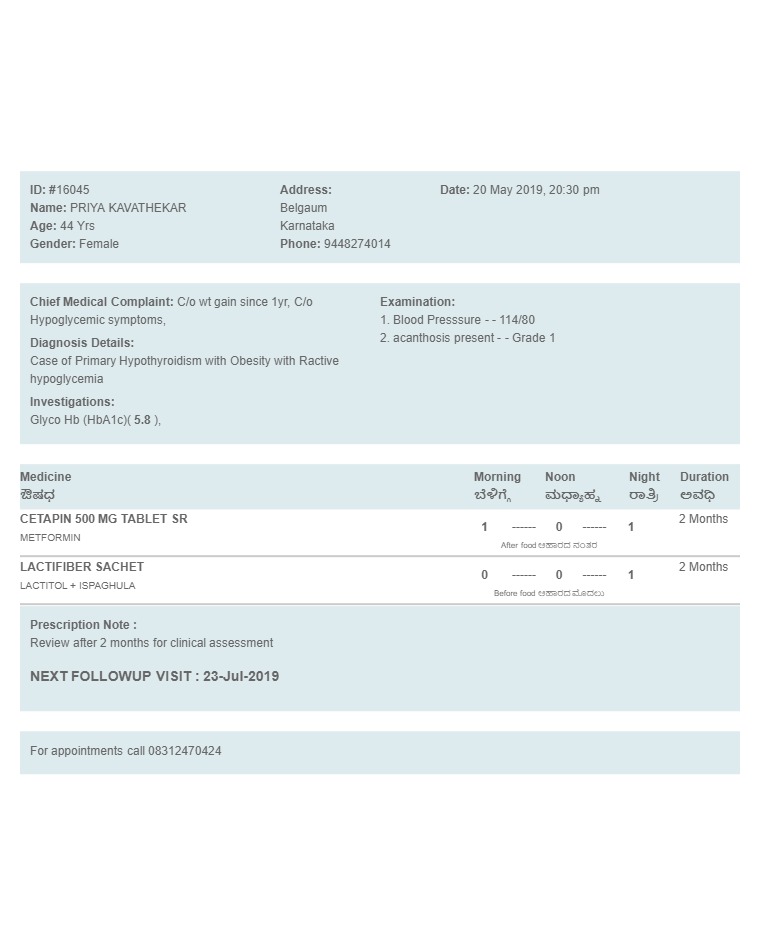 ID: #16045
Name: PRIYA KAVATHEKAR
Age: 44 Yrs
Gender: Female
Address:
Belgaum
Karnataka
Phone: 9448274014
Date: 20 May 2019, 20:30 pm
Chief Medical Complaint: C/o wt gain since 1yr, C/o
Hypoglycemic symptoms,
Diagnosis Details:
Case of Primary Hypothyroidism with Obesity with Ractive
hypoglycemia
Investigations:
Glyco Hb (HbA1c)( 5.8 ),
Examination:
1. Blood Presssure - - 114/80
2. acanthosis present - - Grade 1
Medicine Morning Noon Night Duration
ಔಷಧ ಬೆಳಿಗ್ಗೆ ಮಧ್ಯಾಹ್ನ ರಾತ್ರಿ ಅವಧಿ
CETAPIN 500 MG TABLET SR 1 ------ 0 ------ 1 2 Months
METFORMIN After food ಆಹಾರದ ನಂತರ
LACTIFIBER SACHET 0 ------ 0 ------ 1 2 Months
LACTITOL + ISPAGHULA Before food ಆಹಾರದ ಮೊದಲು
Prescription Note :
Review after 2 months for clinical assessment
NEXT FOLLOWUP VISIT : 23-Jul-2019
For appointments call 08312470424